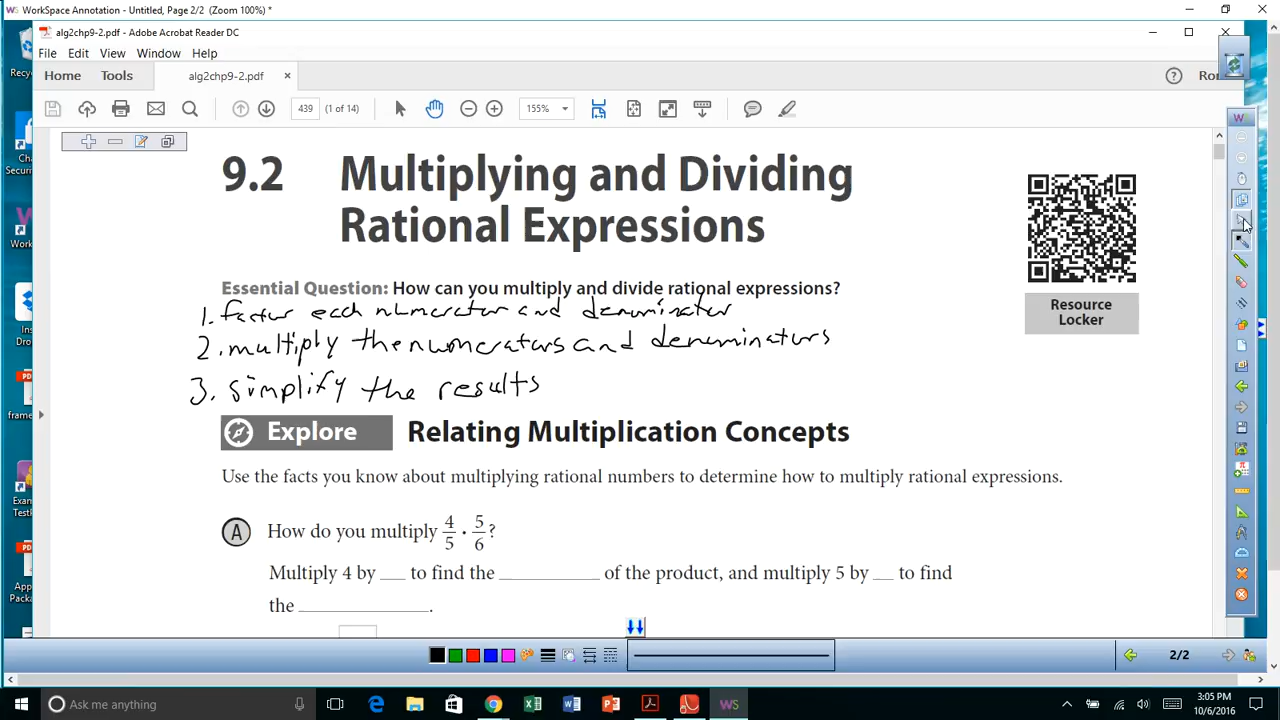 WorkSpace Annotation - Untitled, Page 2/2 (Zoom 100%) *
alg2chp9-2.pdf - Adobe Acrobat Reader DC
File Edit View Window Help
Home Tools alg2chp9-2.pdf ×
439 (1 of 14) 155%
9.2 Multiplying and Dividing
Rational Expressions
Essential Question: How can you multiply and divide rational expressions?
1. factor each numerator and denominator
2. multiply the numerators and denominators
3. simplify the results
Resource
Locker
Explore Relating Multiplication Concepts
Use the facts you know about multiplying rational numbers to determine how to multiply rational expressions.
A How do you multiply 4/5 · 5/6?
Multiply 4 by ___ to find the ___ of the product, and multiply 5 by ___ to find
the ___.
2/2
Ask me anything
3:05 PM
10/6/2016